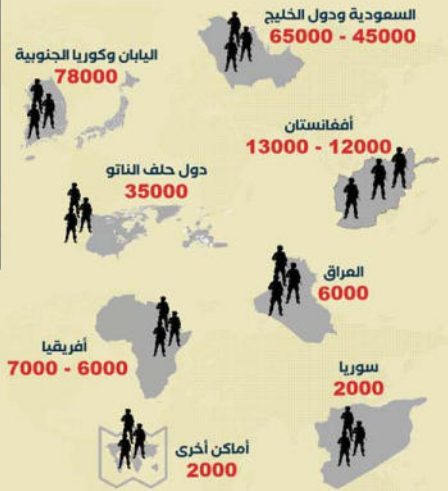 السعودية ودول الخليج
65000 - 45000
اليابان وكوريا الجنوبية
78000
أفغانستان
13000 - 12000
دول حلف الناتو
35000
العراق
6000
أفريقيا
7000 - 6000
سوريا
2000
أماكن أخرى
2000